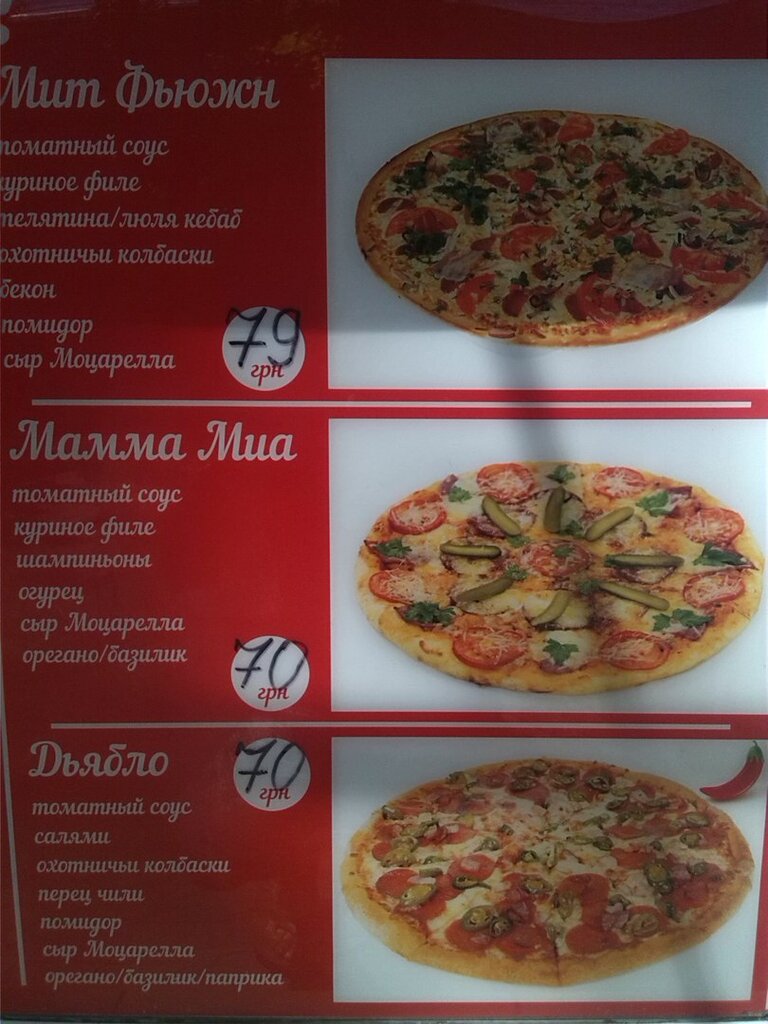 Мит Фьюжн
томатный соус
куриное филе
телятина/люля кебаб
охотничьи колбаски
бекон
помидор
сыр Моцарелла
79
грн
Мамма Миа
томатный соус
куриное филе
шампиньоны
огурец
сыр Моцарелла
орегано/базилик
70
грн
Дьябло
70
грн
томатный соус
салями
охотничьи колбаски
перец чили
помидор
сыр Моцарелла
орегано/базилик/паприка